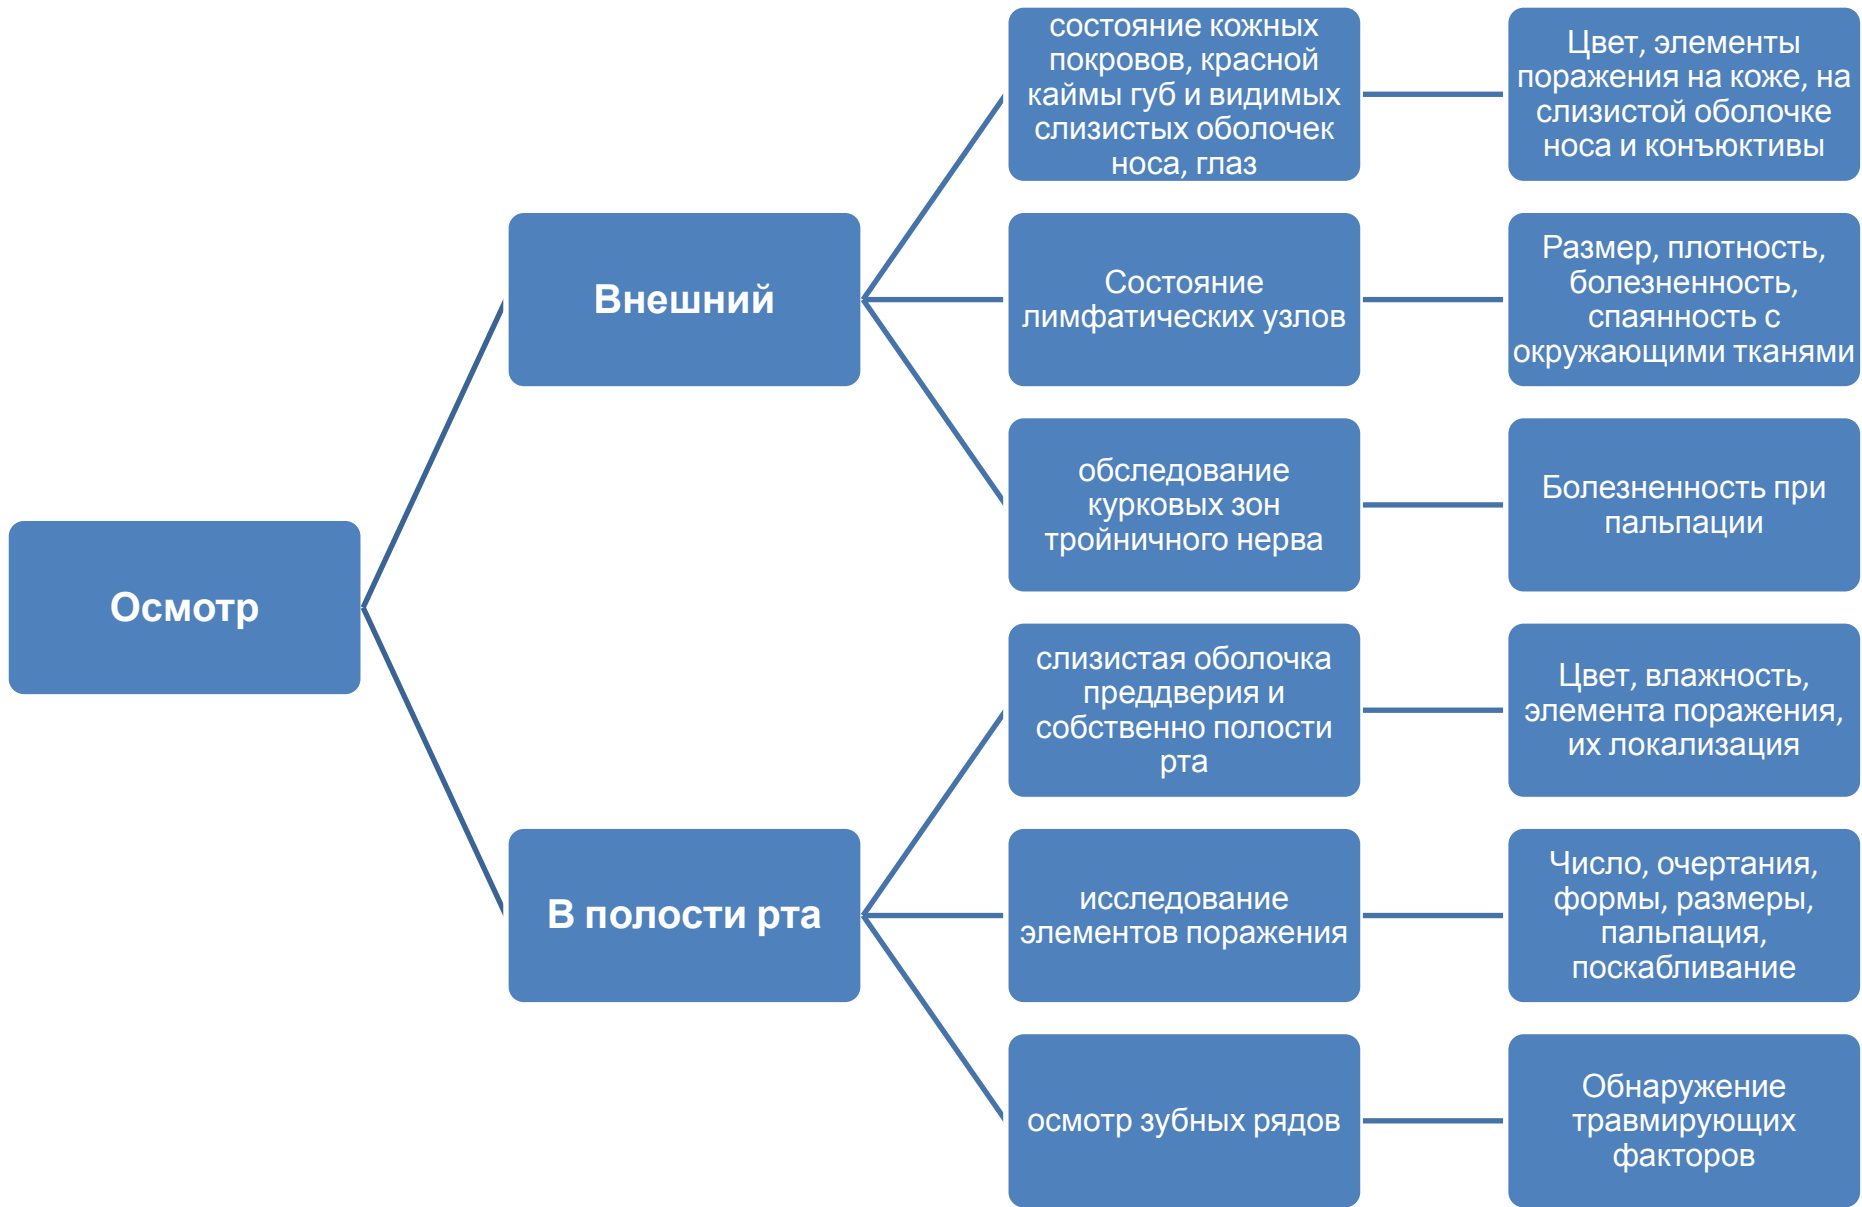 Осмотр
Внешний
состояние кожных
покровов, красной
каймы губ и видимых
слизистых оболочек
носа, глаз
Цвет, элементы
поражения на коже, на
слизистой оболочке
носа и конъюктивы
Состояние
лимфатических узлов
Размер, плотность,
болезненность,
спаянность с
окружающими тканями
обследование
курковых зон
тройничного нерва
Болезненность при
пальпации
В полости рта
слизистая оболочка
преддверия и
собственно полости
рта
Цвет, влажность,
элемента поражения,
их локализация
исследование
элементов поражения
Число, очертания,
формы, размеры,
пальпация,
поскабливание
осмотр зубных рядов
Обнаружение
травмирующих
факторов